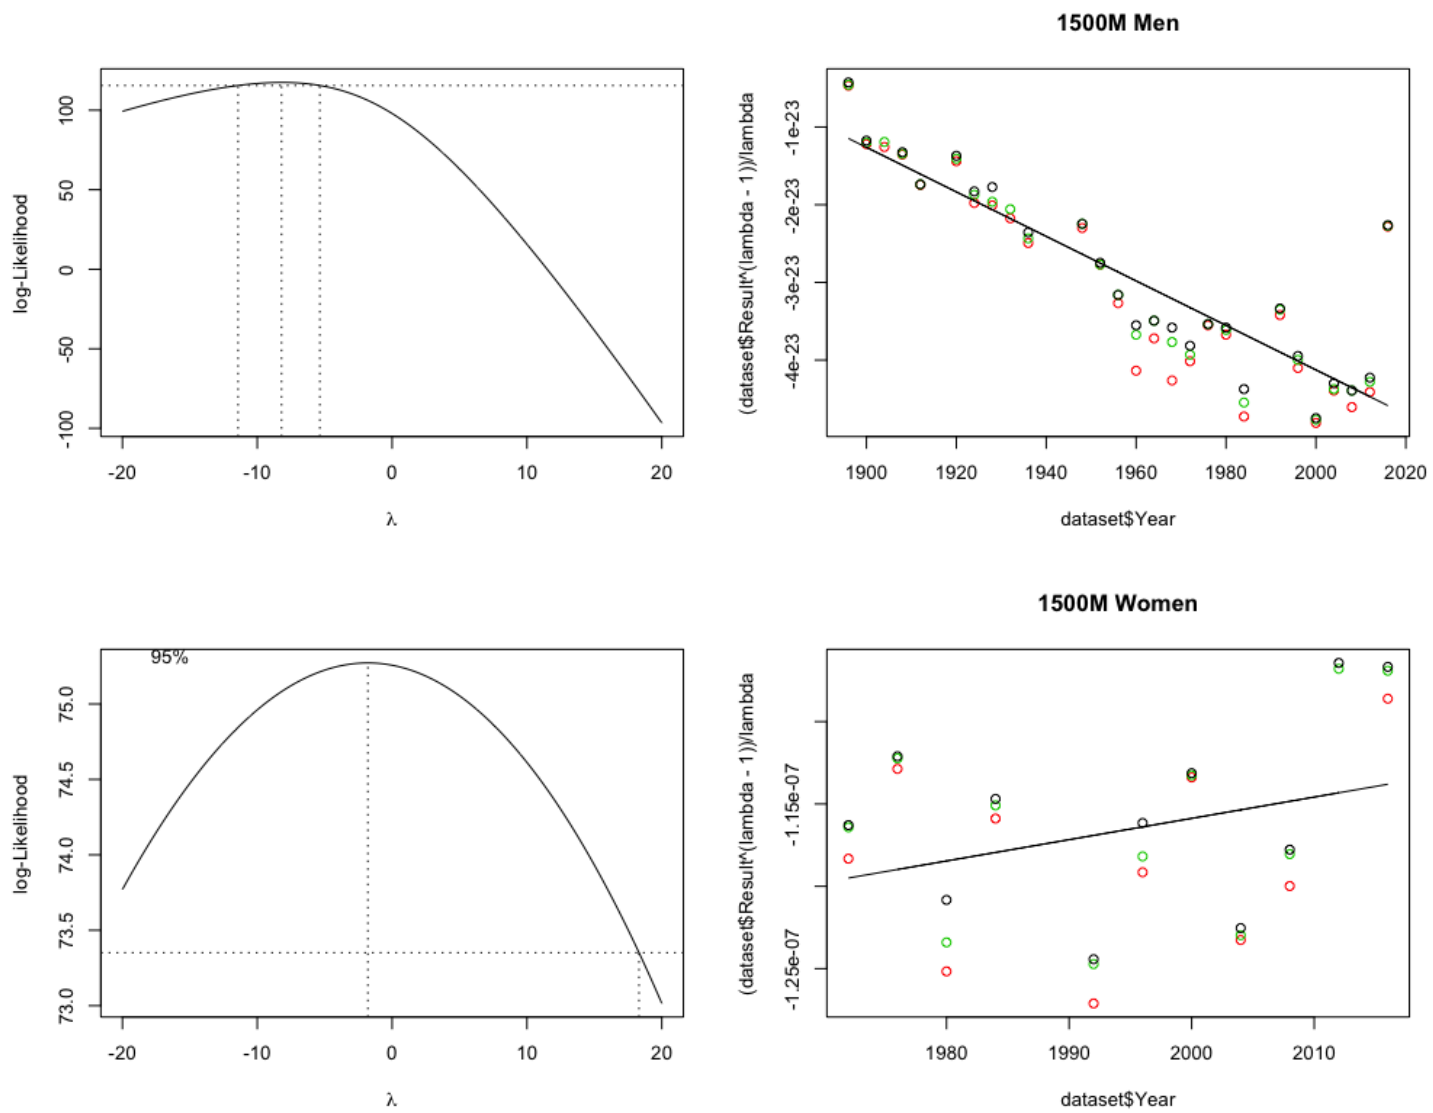 1500M Men
log-Likelihood
100
50
0
-50
-100
-20
-10
0
10
20
λ
(dataset$Result^(lambda - 1))/lambda
-1e-23
-2e-23
-3e-23
-4e-23
1900
1920
1940
1960
1980
2000
2020
dataset$Year
1500M Women
95%
log-Likelihood
75.0
74.5
74.0
73.5
73.0
-20
-10
0
10
20
λ
(dataset$Result^(lambda - 1))/lambda
-1.15e-07
-1.25e-07
1980
1990
2000
2010
dataset$Year